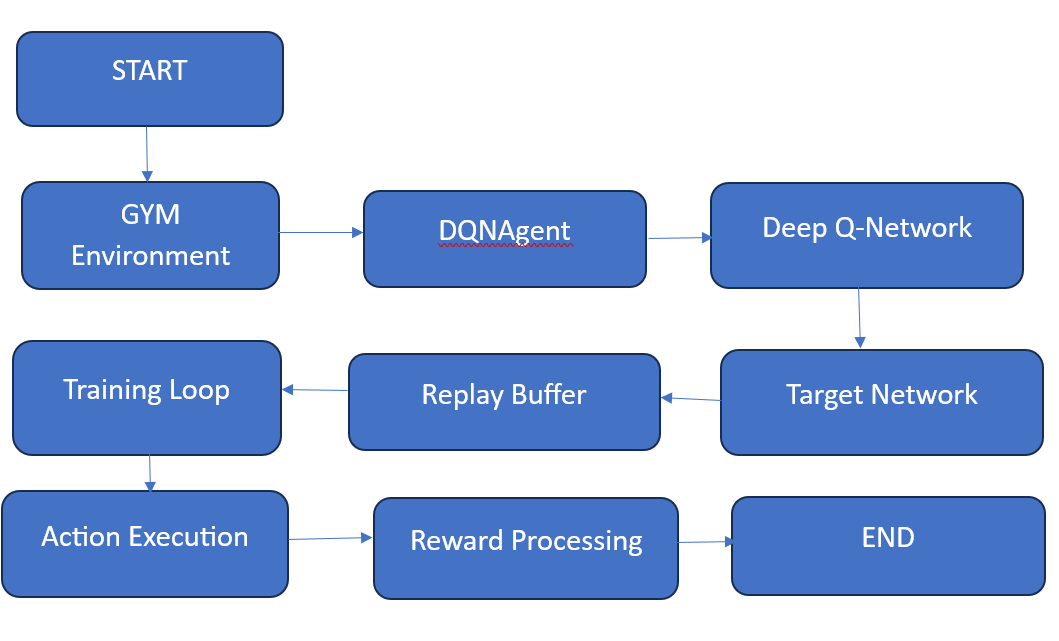 START
GYM
Environment
DQNAgent
Deep Q-Network
Training Loop
Replay Buffer
Target Network
Action Execution
Reward Processing
END